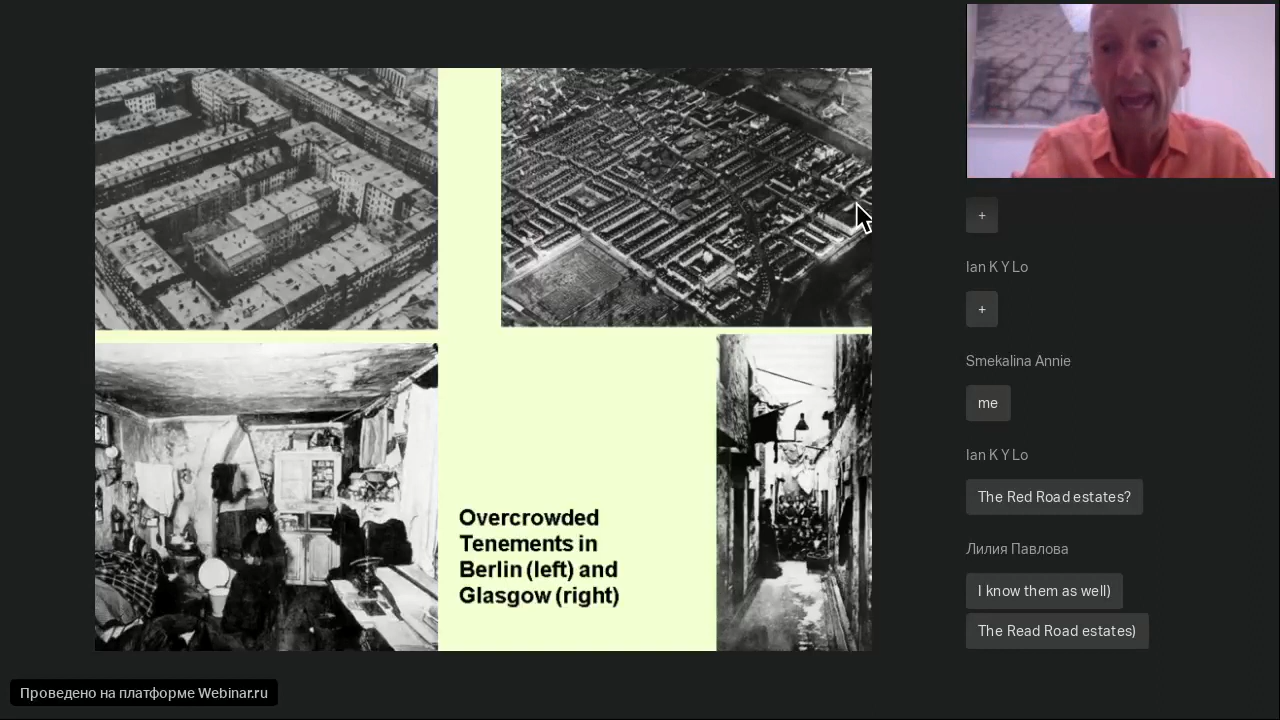 Overcrowded
Tenements in
Berlin (left) and
Glasgow (right)
+
Ian K Y Lo
+
Smekalina Annie
me
Ian K Y Lo
The Red Road estates?
Лилия Павлова
I know them as well)
The Read Road estates)
Проведено на платформе Webinar.ru